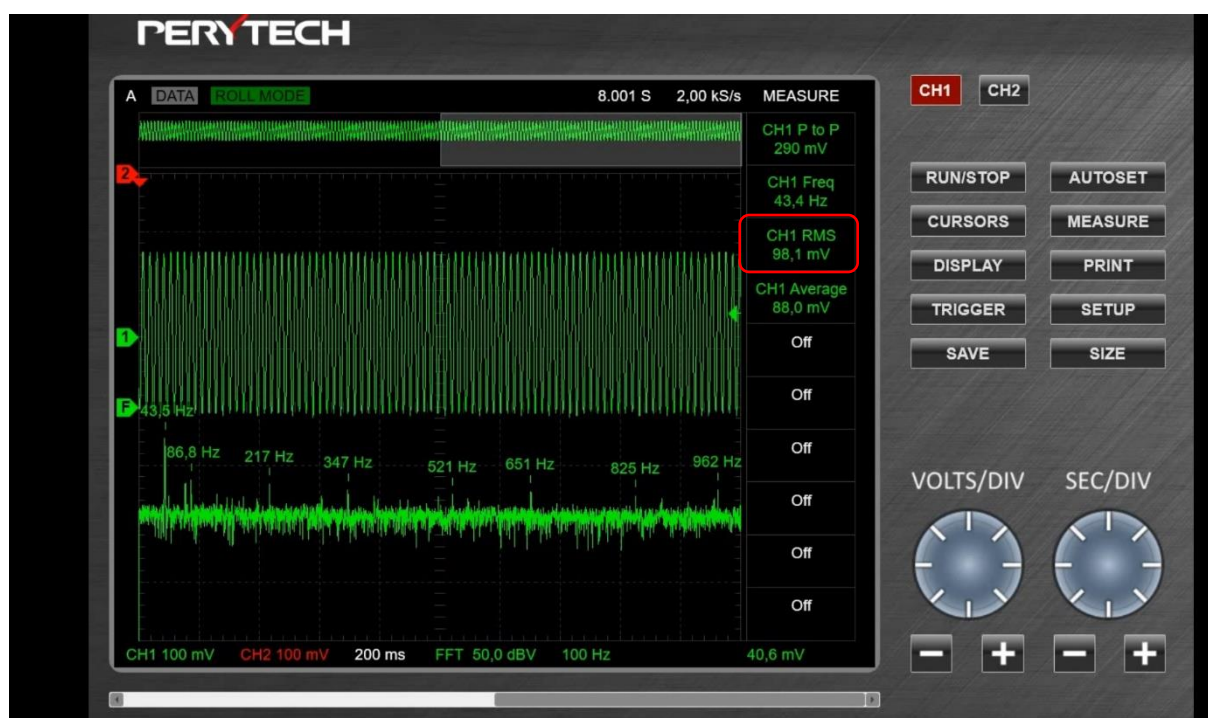 PERYTECH
A DATA ROLL MODE 8.001 S 2,00 kS/s MEASURE
CH1 P to P
290 mV
CH1 Freq
43,4 Hz
CH1 RMS
98,1 mV
CH1 Average
88,0 mV
Off
Off
Off
Off
Off
Off
2
1
F
43,5 Hz
86,8 Hz 217 Hz 347 Hz 521 Hz 651 Hz 825 Hz 962 Hz
CH1 100 mV CH2 100 mV 200 ms FFT 50,0 dBV 100 Hz 40,6 mV
CH1 CH2
RUN/STOP AUTOSET
CURSORS MEASURE
DISPLAY PRINT
TRIGGER SETUP
SAVE SIZE
VOLTS/DIV SEC/DIV
- + - +